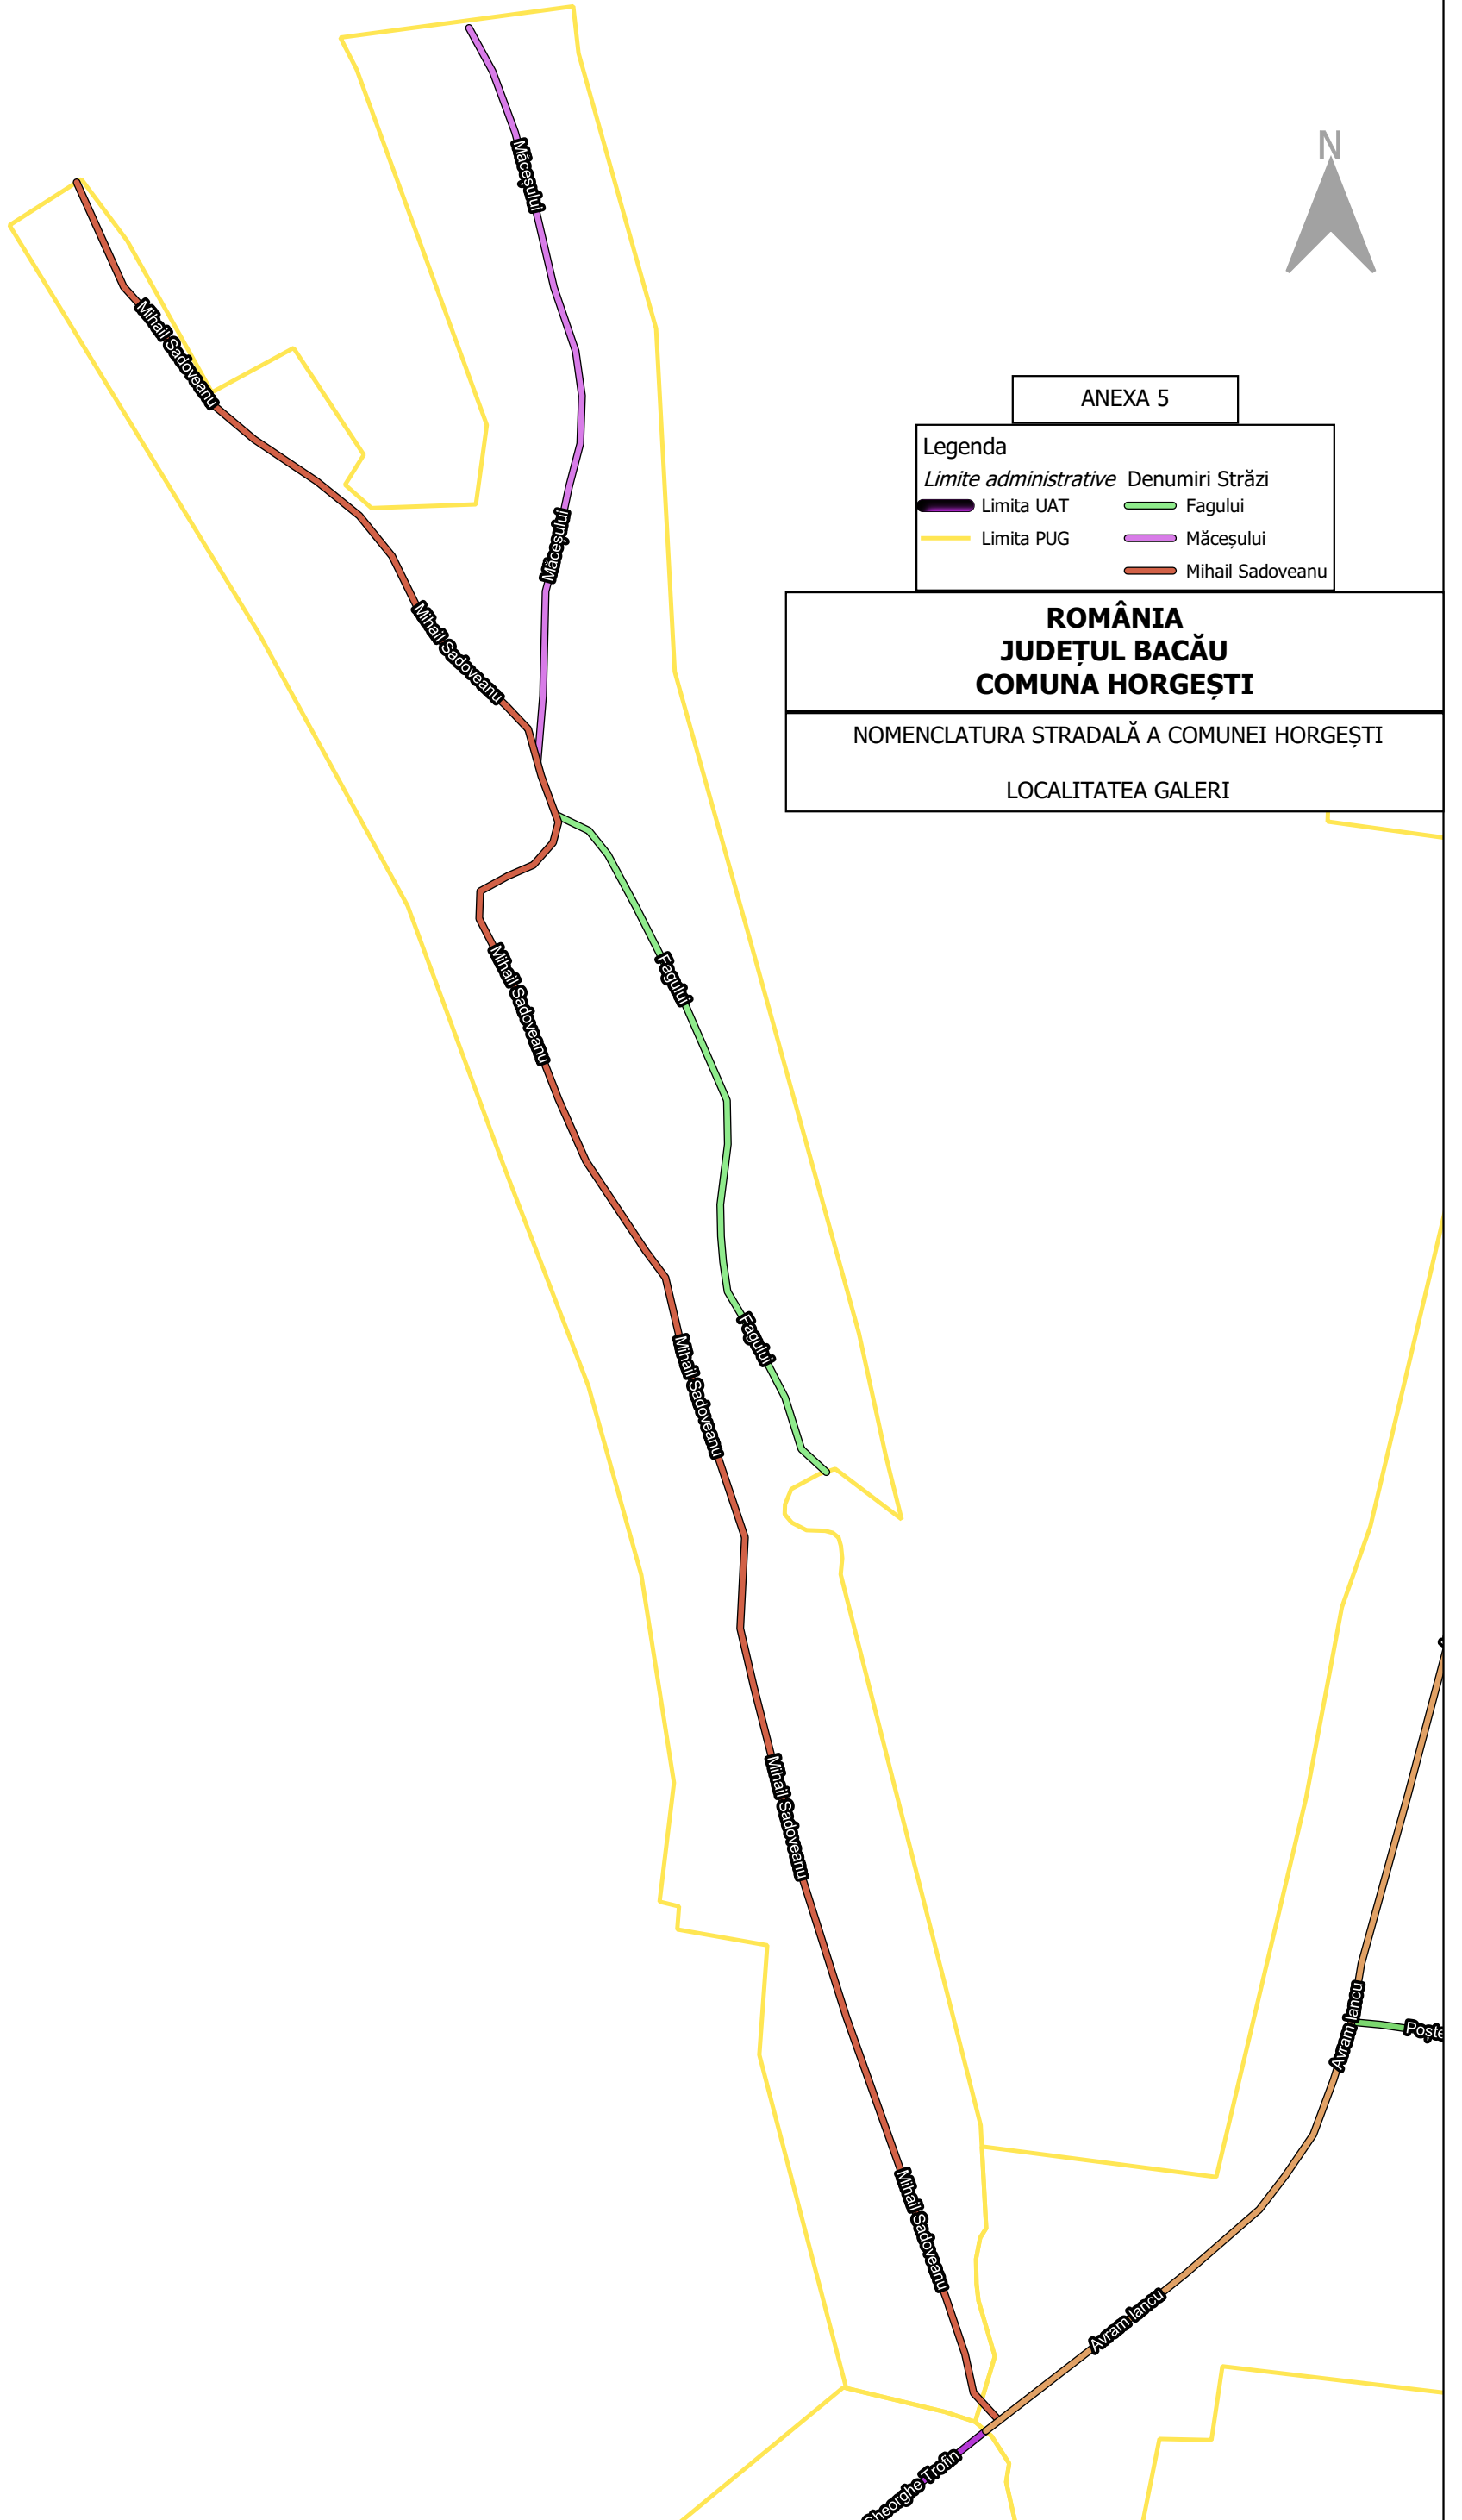 N
Măceșului
Mihail Sadoveanu
ANEXA 5
Legenda
Limite administrative
Denumiri Străzi
Limita UAT
Fagului
Limita PUG
Măceșului
Mihail Sadoveanu
Măceșului
ROMÂNIA
JUDEȚUL BACĂU
COMUNA HORGEȘTI
Mihail Sadoveanu
NOMENCLATURA STRADALĂ A COMUNEI HORGEȘTI
LOCALITATEA GALERI
Mihail Sadoveanu
Fagului
Fagului
Mihail Sadoveanu
Mihail Sadoveanu
Avram Iancu
Poște
Mihail Sadoveanu
Avram Iancu
Gheorghe Trofin